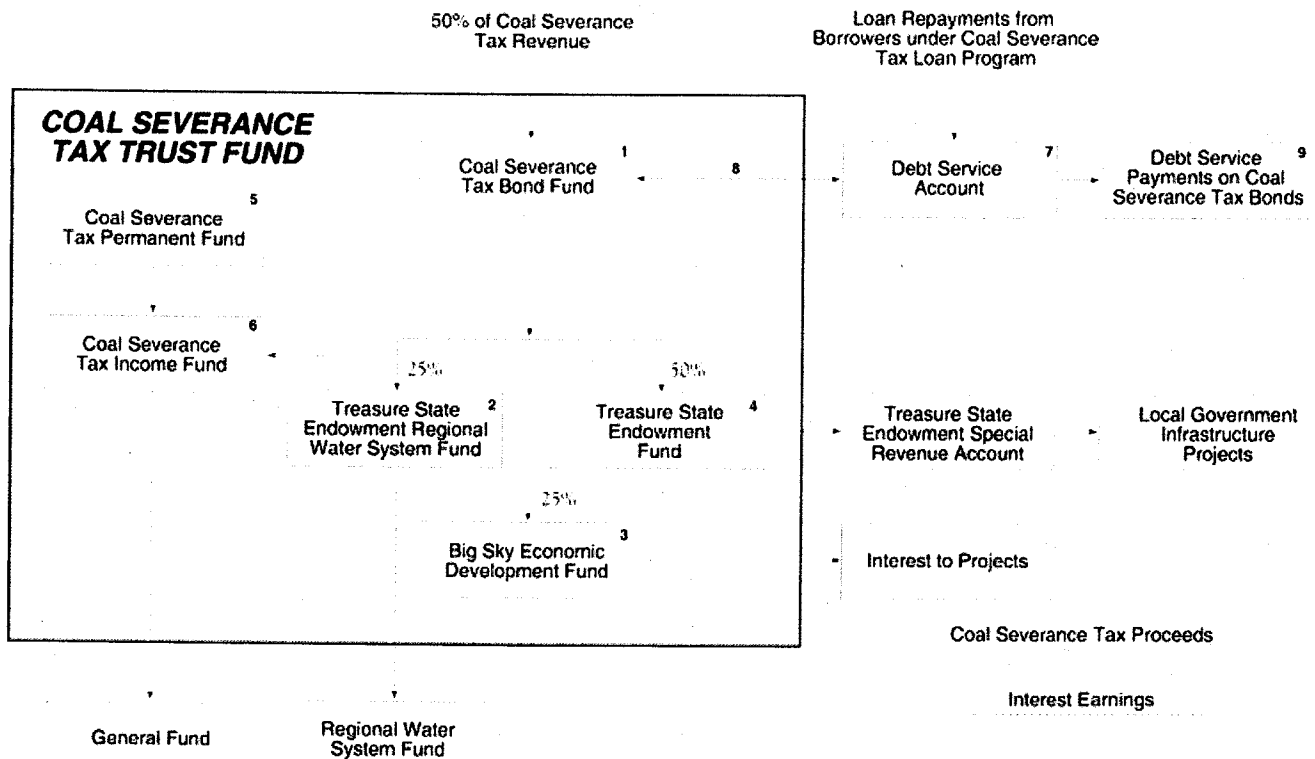 50% of Coal Severance
Tax Revenue
Loan Repayments from
Borrowers under Coal Severance
Tax Loan Program
COAL SEVERANCE
TAX TRUST FUND
1
Coal Severance
Tax Bond Fund
8
7
Debt Service
Account
9
Debt Service
Payments on Coal
Severance Tax Bonds
5
Coal Severance
Tax Permanent Fund
6
Coal Severance
Tax Income Fund
25%
50%
2
Treasure State
Endowment Regional
Water System Fund
4
Treasure State
Endowment
Fund
Treasure State
Endowment Special
Revenue Account
Local Government
Infrastructure
Projects
25%
3
Big Sky Economic
Development Fund
Interest to Projects
Coal Severance Tax Proceeds
Interest Earnings
General Fund
Regional Water
System Fund